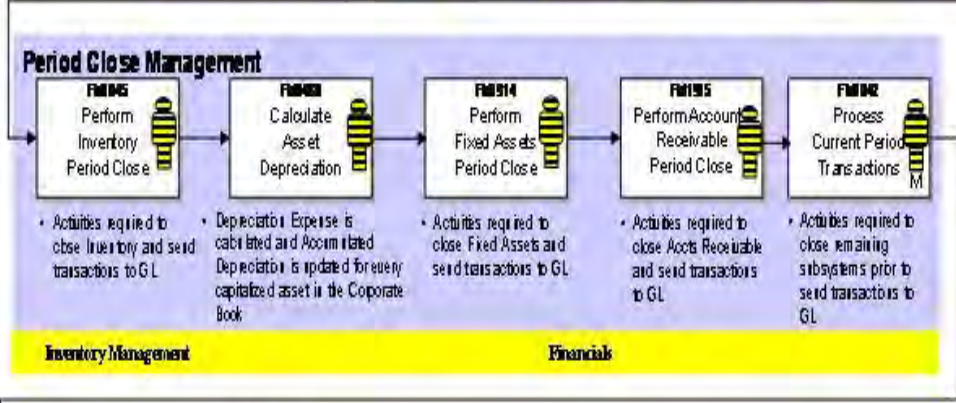 Period Close Management
Perform
Inventory
Period Close
Calculate
Asset
Depreciation
Perform
Fixed Assets
Period Close
Perform Account
Receivable
Period Close
Process
Current Period
Transactions
M
• Activities required to
close Inventory and send
transactions to GL
• Depreciation Expense is
calculated and Accumulated
Depreciation is updated for every
capitalized asset in the Corporate
Book
• Activities required to
close Fixed Assets and
send transactions to GL
• Activities required to
close Accts Receivable
and send transactions
to GL
• Activities required to
close remaining
subsystems prior to
send transactions to
GL
Inventory Management
Financials